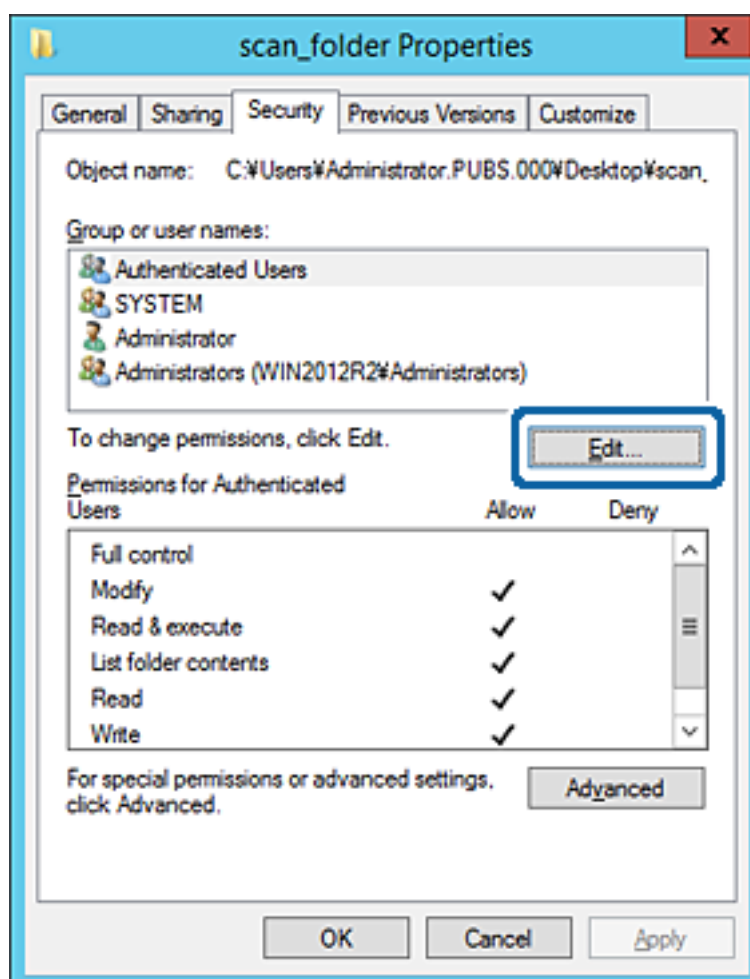 scan_folder Properties
x
General Sharing Security Previous Versions Customize
Object name: C:¥Users¥Administrator.PUBS.000¥Desktop¥scan_
Group or user names:
Authenticated Users
SYSTEM
Administrator
Administrators (WIN2012R2¥Administrators)
To change permissions, click Edit.
Edit...
Permissions for Authenticated
Users Allow Deny
Full control
Modify
Read & execute
List folder contents
Read
Write
For special permissions or advanced settings,
click Advanced.
Advanced
OK Cancel Apply